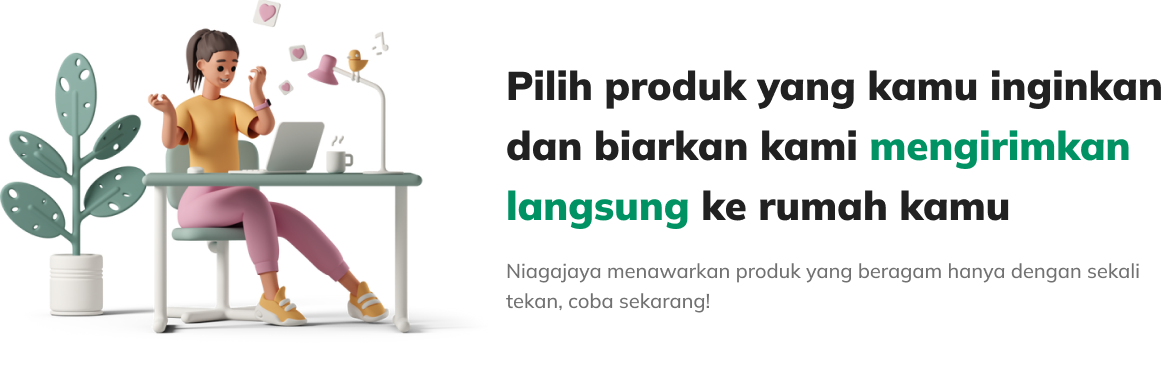 Pilih produk yang kamu inginkan
dan biarkan kami mengirimkan
langsung ke rumah kamu
Niagajaya menawarkan produk yang beragam hanya dengan sekali
tekan, coba sekarang!